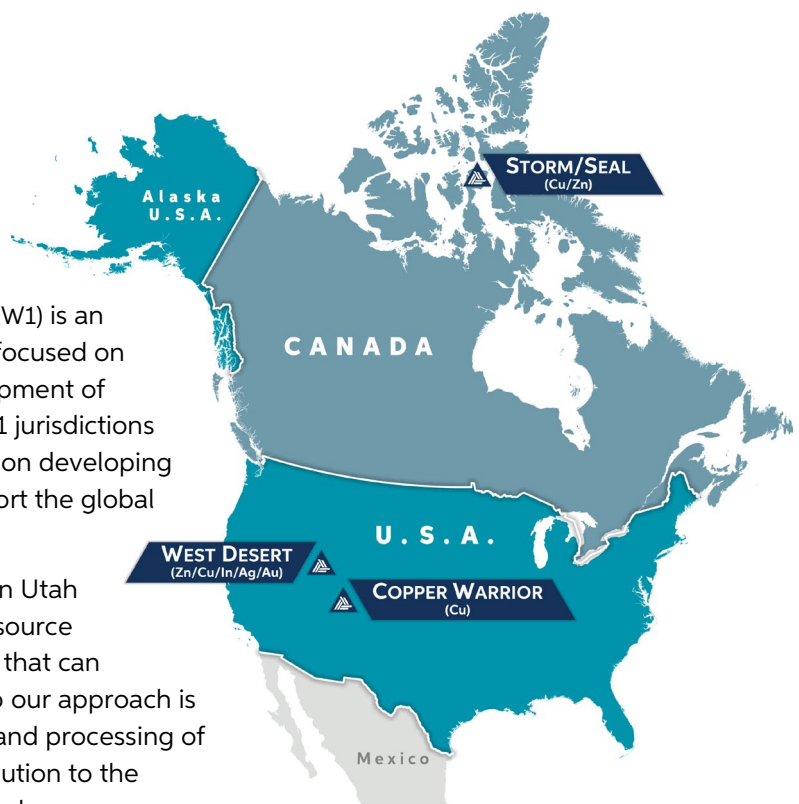 W1) is an
focused on
pment of
1 jurisdictions
on developing
ort the global
n Utah
source
that can
o our approach is
and processing of
ution to the
Alaska
U.S.A.
STORM/SEAL
(Cu/Zn)
CANADA
U.S.A.
WEST DESERT
(Zn/Cu/In/Ag/Au)
COPPER WARRIOR
(Cu)
Mexico